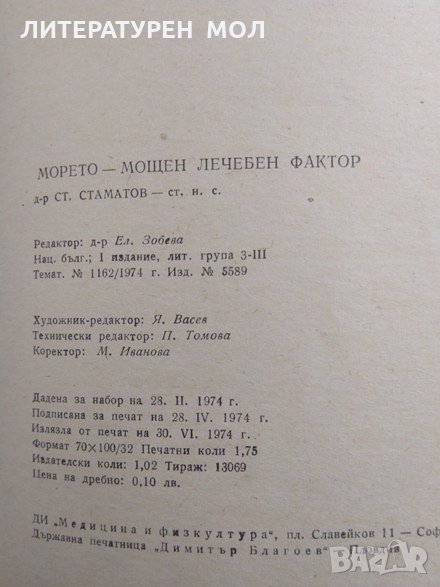 ЛИТЕРАТУРЕН МОЛ
МОРЕТО — МОЩЕН ЛЕЧЕБЕН ФАКТОР
д-р СТ. СТАМАТОВ — ст. н. с.
Редактор: д-р Ел. Зобева
Нац. бълг.; I издание, лит. група 3-III
Темат. № 1162/1974 г. Изд. № 5589
Художник-редактор: Я. Васев
Технически редактор: П. Томова
Коректор: М. Иванова
Дадена за набор на 28. II. 1974 г.
Подписана за печат на 28. IV. 1974 г.
Излязла от печат на 30. VI. 1974 г.
Формат 70×100/32 Печатни коли 1,75
Издателски коли: 1,02 Тираж: 13069
Цена на дребно: 0,10 лв.
ДИ „Медицина и физкултура", пл. Славейков 11 — Соф
Държавна печатница „Димитър Благоев" — Пловдив
bazar